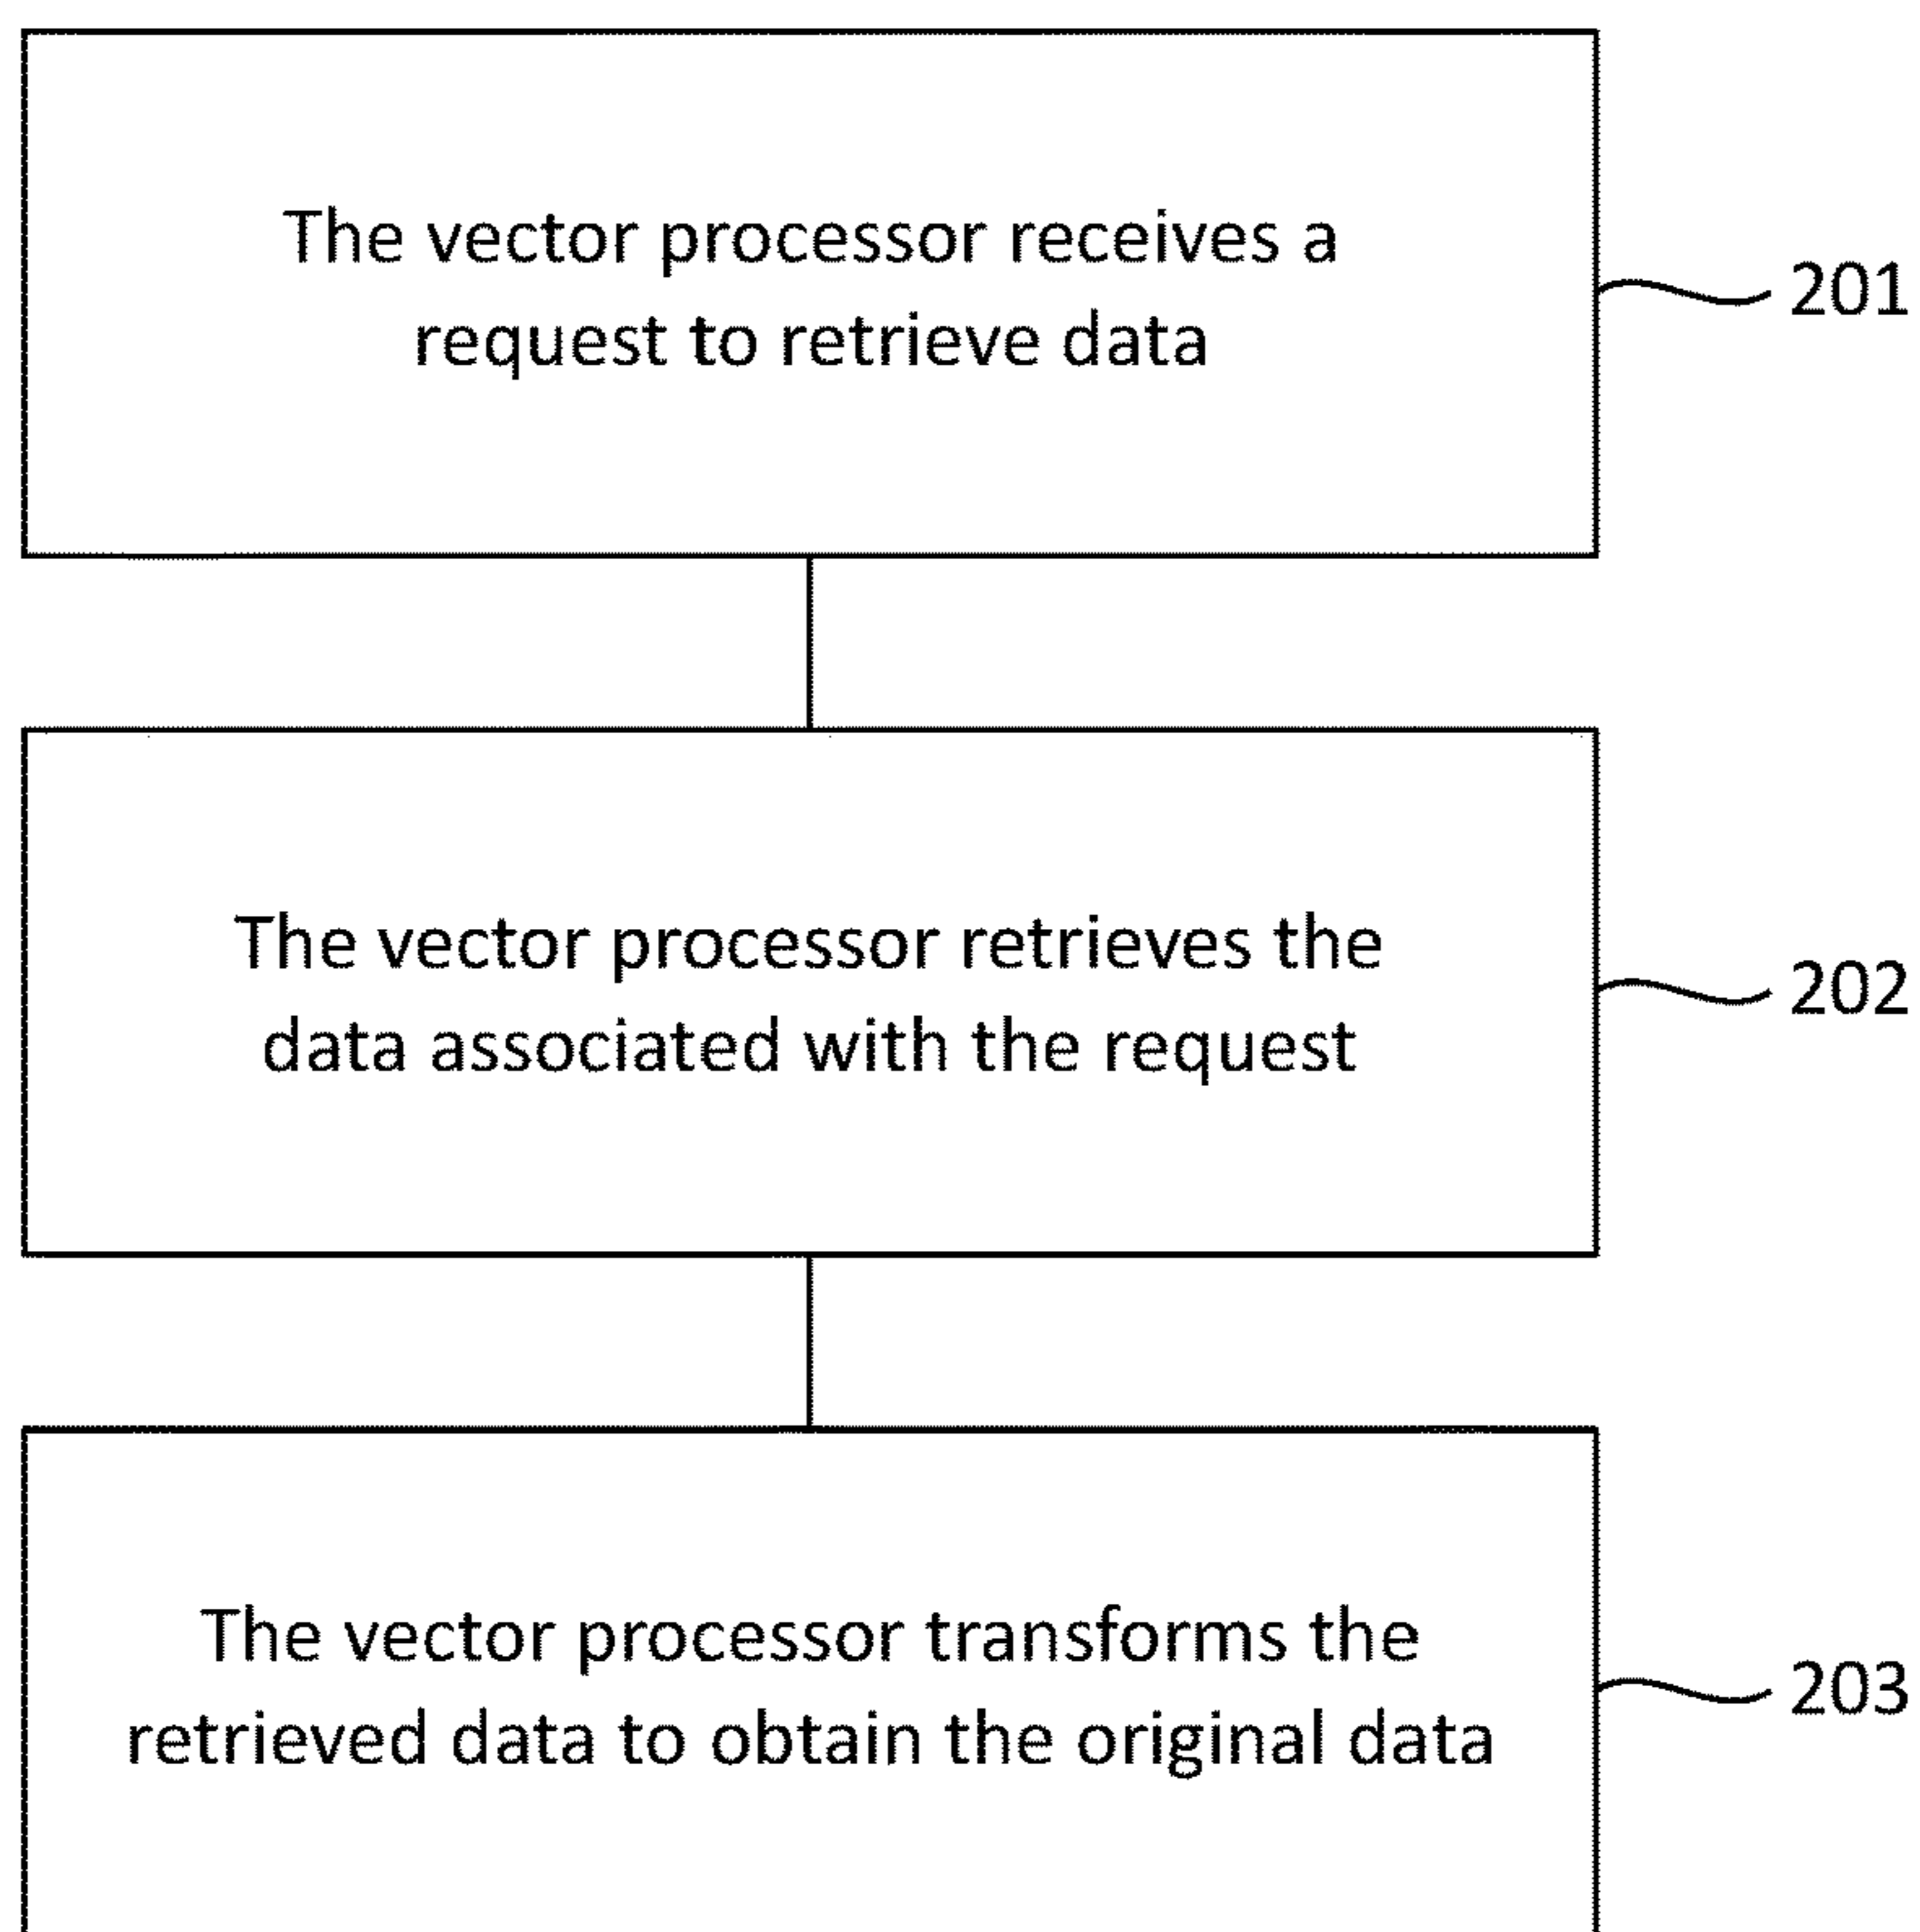 The vector processor receives a
request to retrieve data
201
The vector processor retrieves the
data associated with the request
202
The vector processor transforms the
retrieved data to obtain the original data
203